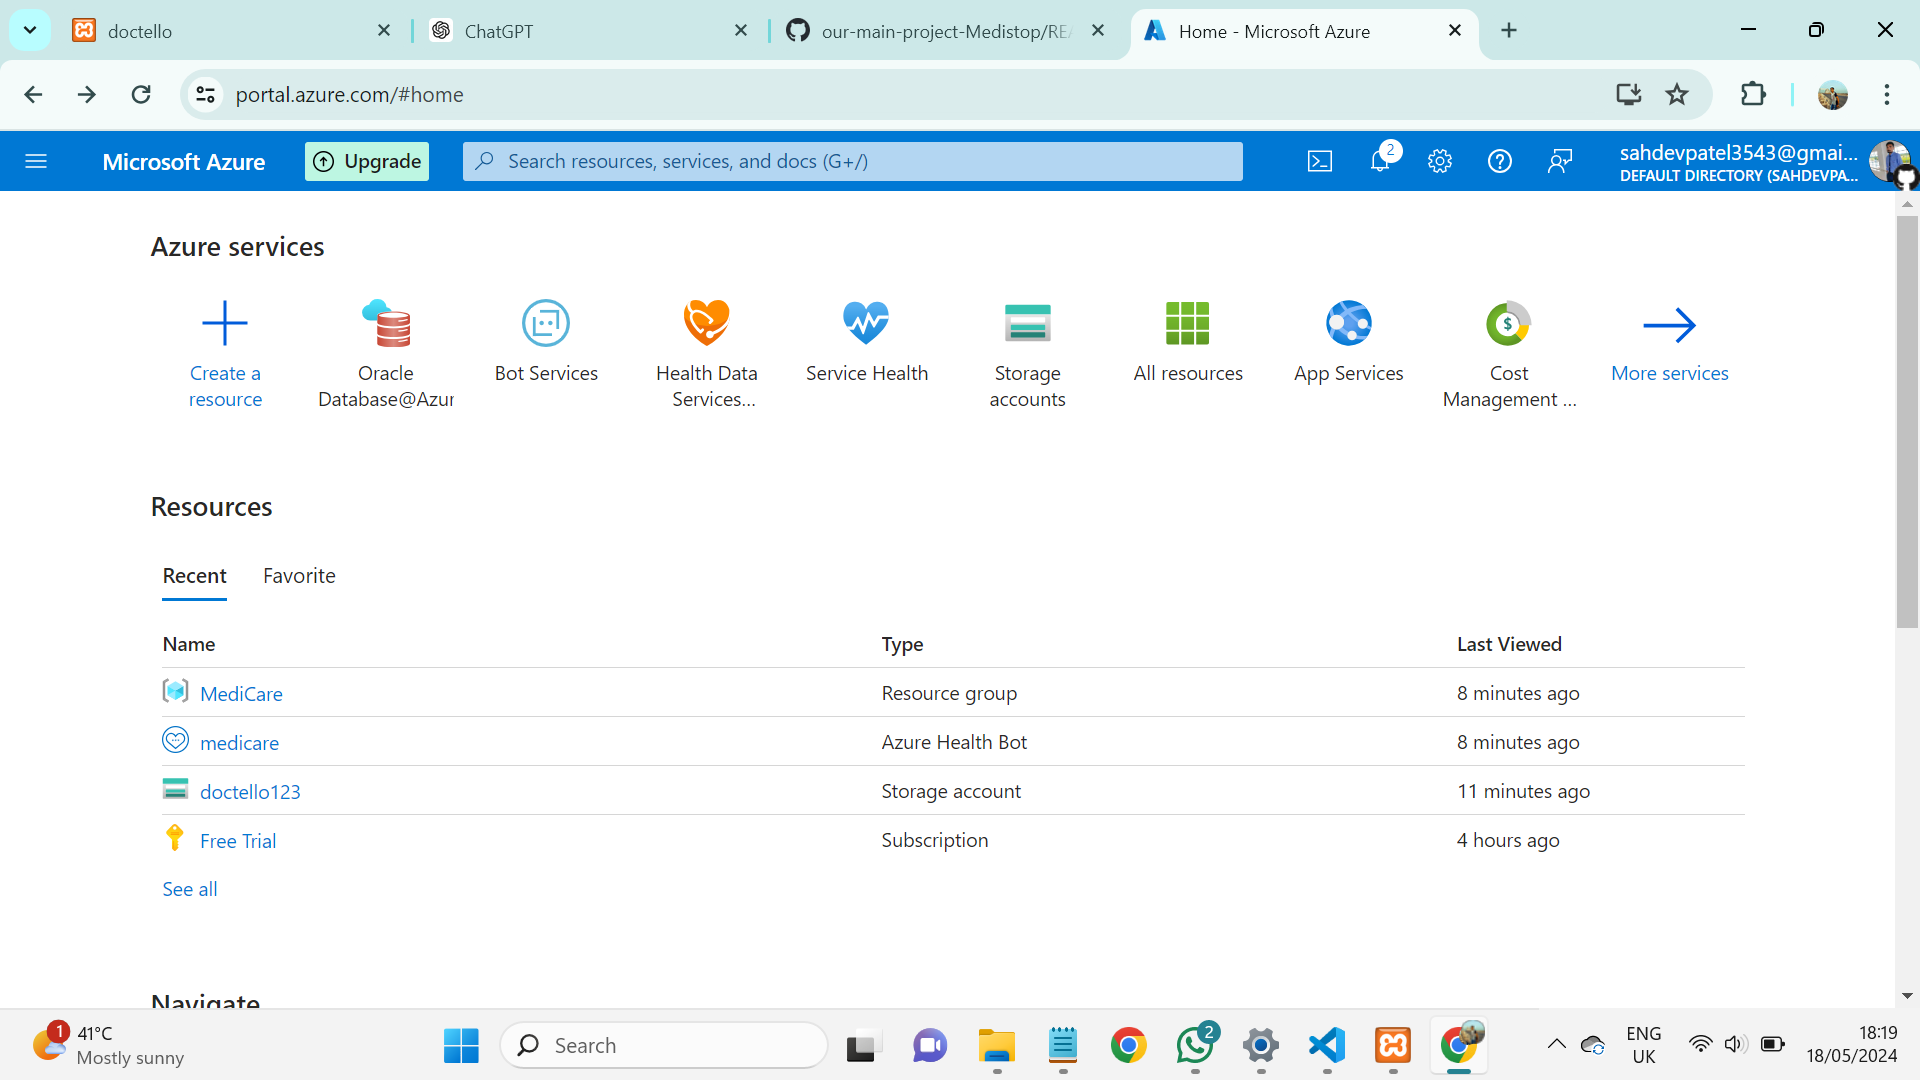 doctello
ChatGPT
our-main-project-Medistop/REA
Home - Microsoft Azure
portal.azure.com/#home
Microsoft Azure
Upgrade
Search resources, services, and docs (G+/)
2
sahdevpatel3543@gmai...
DEFAULT DIRECTORY (SAHDEVPA...
Azure services
Create a
resource
Oracle
Database@Azur
Bot Services
Health Data
Services...
Service Health
Storage
accounts
All resources
App Services
$
Cost
Management ...
More services
Resources
Recent
Favorite
Name
Type
Last Viewed
MediCare
Resource group
8 minutes ago
medicare
Azure Health Bot
8 minutes ago
doctello123
Storage account
11 minutes ago
Free Trial
Subscription
4 hours ago
See all
Navigate
1
41°C
Mostly sunny
Search
2
ENG
UK
18:19
18/05/2024